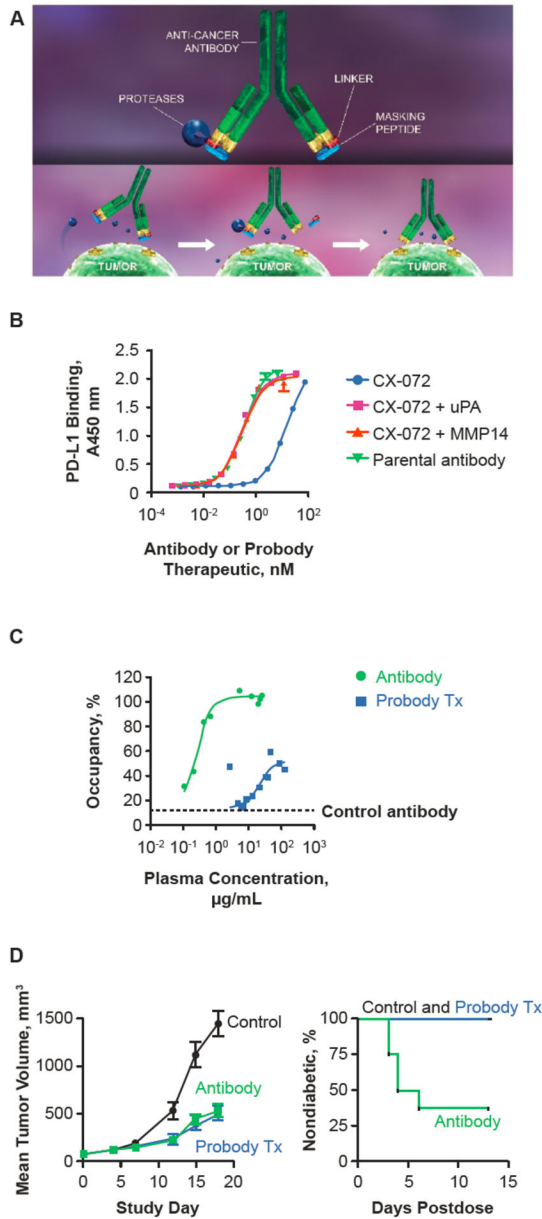 A
ANTI-CANCER
ANTIBODY
LINKER
PROTEASES
MASKING
PEPTIDE
TUMOR
TUMOR
TUMOR
B
PD-L1 Binding,
A450 nm
2.5
2.0
1.5
1.0
0.5
0
10⁻⁴
10⁻²
10⁰
10²
Antibody or Probody
Therapeutic, nM
CX-072
CX-072 + uPA
CX-072 + MMP14
Parental antibody
C
Occupancy, %
120
100
80
60
40
20
0
10⁻²
10⁻¹
10⁰
10¹
10²
10³
Plasma Concentration,
µg/mL
Antibody
Probody Tx
Control antibody
D
Mean Tumor Volume, mm³
1500
1000
500
0
0
5
10
15
20
Study Day
Control
Antibody
Probody Tx
Nondiabetic, %
100
75
50
25
0
0
5
10
15
Days Postdose
Control and Probody Tx
Antibody